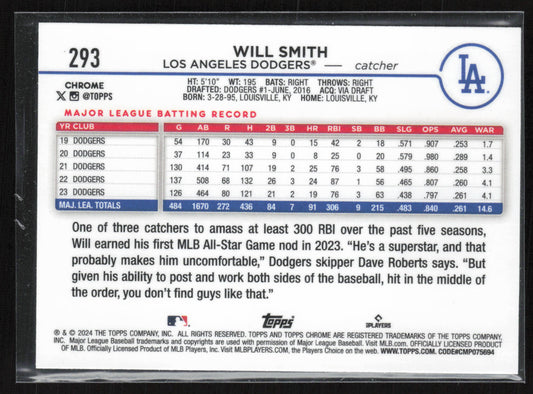 293
WILL SMITH
LOS ANGELES DODGERS® — catcher
LA
CHROME
X @TOPPS
HT: 5'10" WT: 195 BATS: RIGHT THROWS: RIGHT
DRAFTED: DODGERS #1-JUNE, 2016 ACQ: VIA DRAFT
BORN: 3-28-95, LOUISVILLE, KY HOME: LOUISVILLE, KY
MAJOR LEAGUE BATTING RECORD
YR CLUB G AB R H 2B 3B HR RBI SB BB SLG OPS AVG WAR
19 DODGERS 54 170 30 43 9 0 15 42 2 18 .571 .907 .253 1.7
20 DODGERS 37 114 23 33 9 0 8 25 0 20 .579 .980 .289 1.4
21 DODGERS 130 414 71 107 19 2 25 76 3 58 .495 .860 .258 3.3
22 DODGERS 137 508 68 132 26 3 24 87 1 56 .465 .807 .260 4.1
23 DODGERS 126 464 80 121 21 2 19 76 3 63 .438 .797 .261 4.1
MAJ. LEA. TOTALS 484 1670 272 436 84 7 91 306 9 215 .483 .840 .261 14.6
One of three catchers to amass at least 300 RBI over the past five seasons,
Will earned his first MLB All-Star Game nod in 2023. “He's a superstar, and that
probably makes him uncomfortable,” Dodgers skipper Dave Roberts says. “But
given his ability to post and work both sides of the baseball, hit in the middle of
the order, you don't find guys like that.”
Topps
PLAYERS
® & © 2024 THE TOPPS COMPANY, INC. ALL RIGHTS RESERVED. TOPPS AND TOPPS CHROME ARE REGISTERED TRADEMARKS OF THE TOPPS COMPANY,
INC. Major League Baseball trademarks and copyrights are used with permission of Major League Baseball. Visit MLB.com. OFFICIALLY LICENSED PRODUCT
OF MLB. Officially Licensed Product of MLB Players, Inc. Visit MLBPLAYERS.com, the Players Choice on the web. WWW.TOPPS.COM. CODE#CMP075694